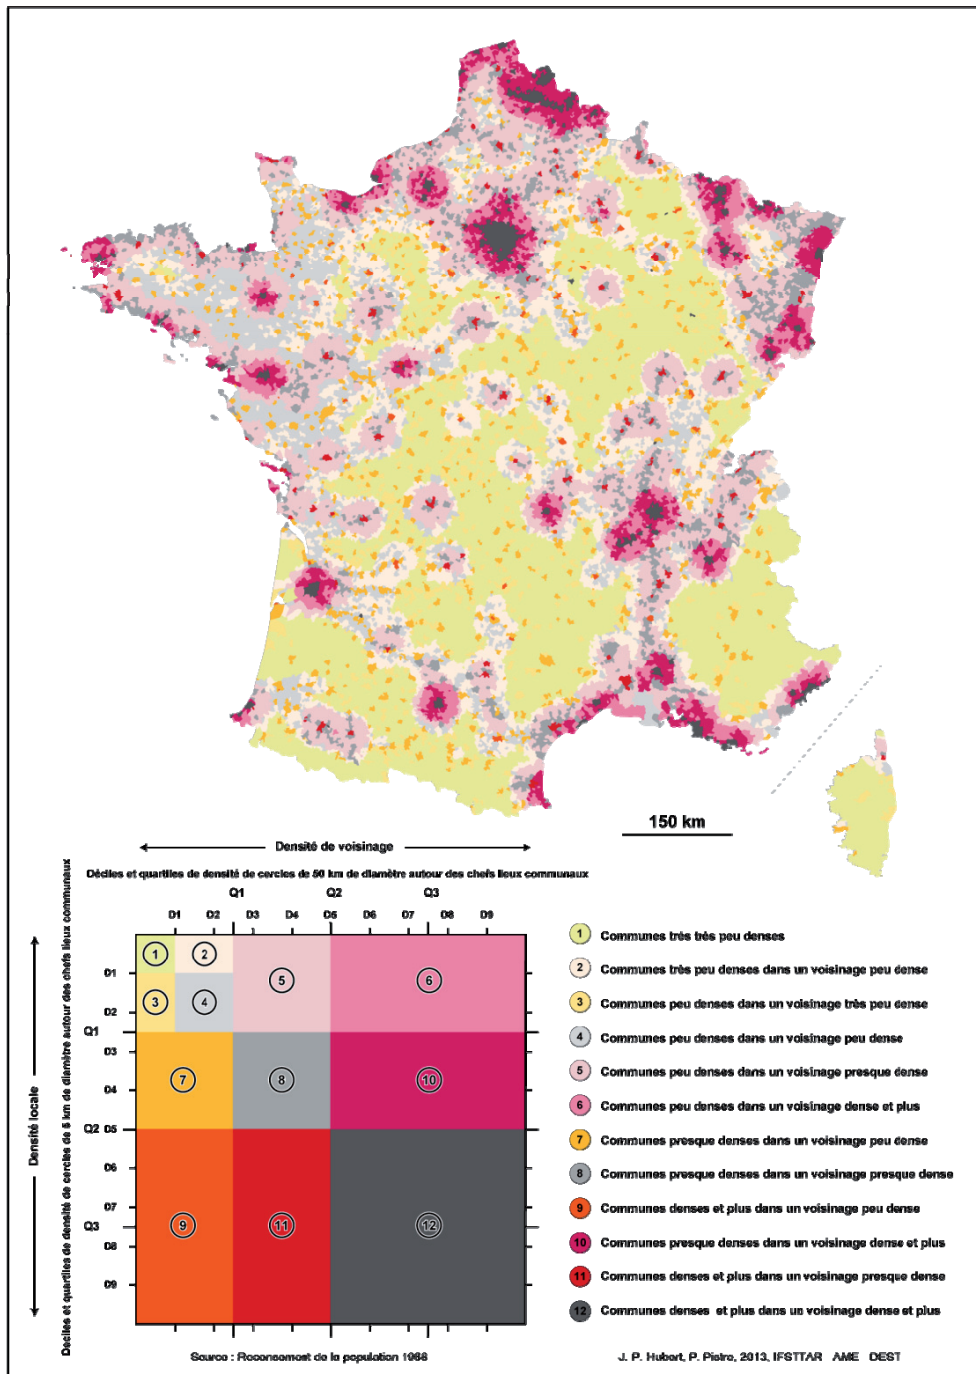 150 km
Densité de voisinage
Déciles et quartiles de densité de cercles de 50 km de diamètre autour des chefs lieux communaux
Q1 Q2 Q3
D1 D2 D3 D4 D5 D6 D7 D8 D9
Densité locale
Déciles et quartiles de densité de cercles de 5 km de diamètre autour des chefs lieux communaux
D1
D2
Q1
D3
D4
Q2 D5
D6
D7
Q3
D8
D9
1 2 5 6
3 4
7 8 10
9 11 12
1 Communes très très peu denses
2 Communes très peu denses dans un voisinage peu dense
3 Communes peu denses dans un voisinage très peu dense
4 Communes peu denses dans un voisinage peu dense
5 Communes peu denses dans un voisinage presque dense
6 Communes peu denses dans un voisinage dense et plus
7 Communes presque denses dans un voisinage peu dense
8 Communes presque denses dans un voisinage presque dense
9 Communes denses et plus dans un voisinage peu dense
10 Communes presque denses dans un voisinage dense et plus
11 Communes denses et plus dans un voisinage presque dense
12 Communes denses et plus dans un voisinage dense et plus
Source : Recensement de la population 1968
J. P. Hubert, P. Pistre, 2013, IFSTTAR AME DEST